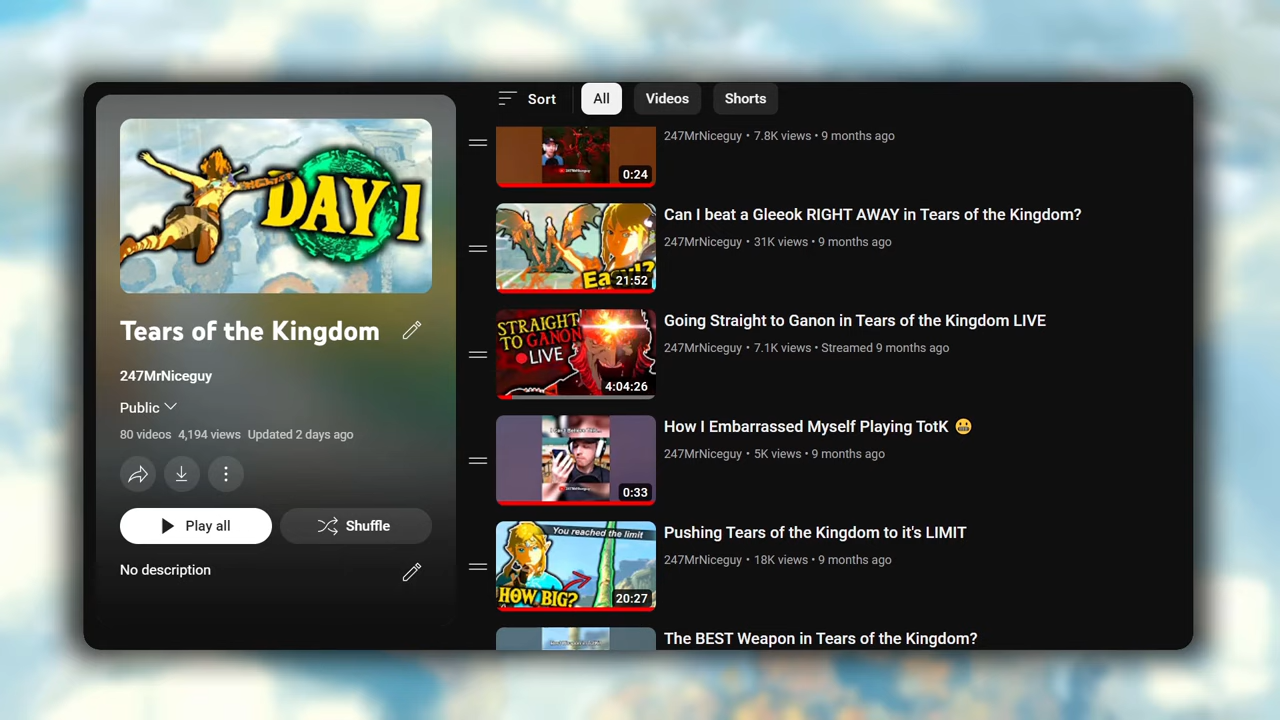 DAY 1
Tears of the Kingdom
247MrNiceguy
Public
80 videos 4,194 views Updated 2 days ago
Play all
Shuffle
No description
Sort
All
Videos
Shorts
247MrNiceguy • 7.8K views • 9 months ago
0:24
Can I beat a Gleeok RIGHT AWAY in Tears of the Kingdom?
247MrNiceguy • 31K views • 9 months ago
21:52
Going Straight to Ganon in Tears of the Kingdom LIVE
247MrNiceguy • 7.1K views • Streamed 9 months ago
STRAIGHT
TO GANON
LIVE
4:04:26
How I Embarrassed Myself Playing TotK 😬
247MrNiceguy • 5K views • 9 months ago
0:33
Pushing Tears of the Kingdom to it's LIMIT
247MrNiceguy • 18K views • 9 months ago
You reached the limit
HOW BIG?
20:27
The BEST Weapon in Tears of the Kingdom?